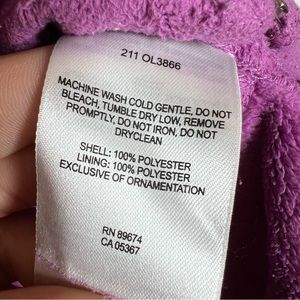 211 OL3866
MACHINE WASH COLD GENTLE, DO NOT
BLEACH, TUMBLE DRY LOW, REMOVE
PROMPTLY, DO NOT IRON, DO NOT
DRYCLEAN
SHELL: 100% POLYESTER
LINING: 100% POLYESTER
EXCLUSIVE OF ORNAMENTATION
RN 89674
CA 05367